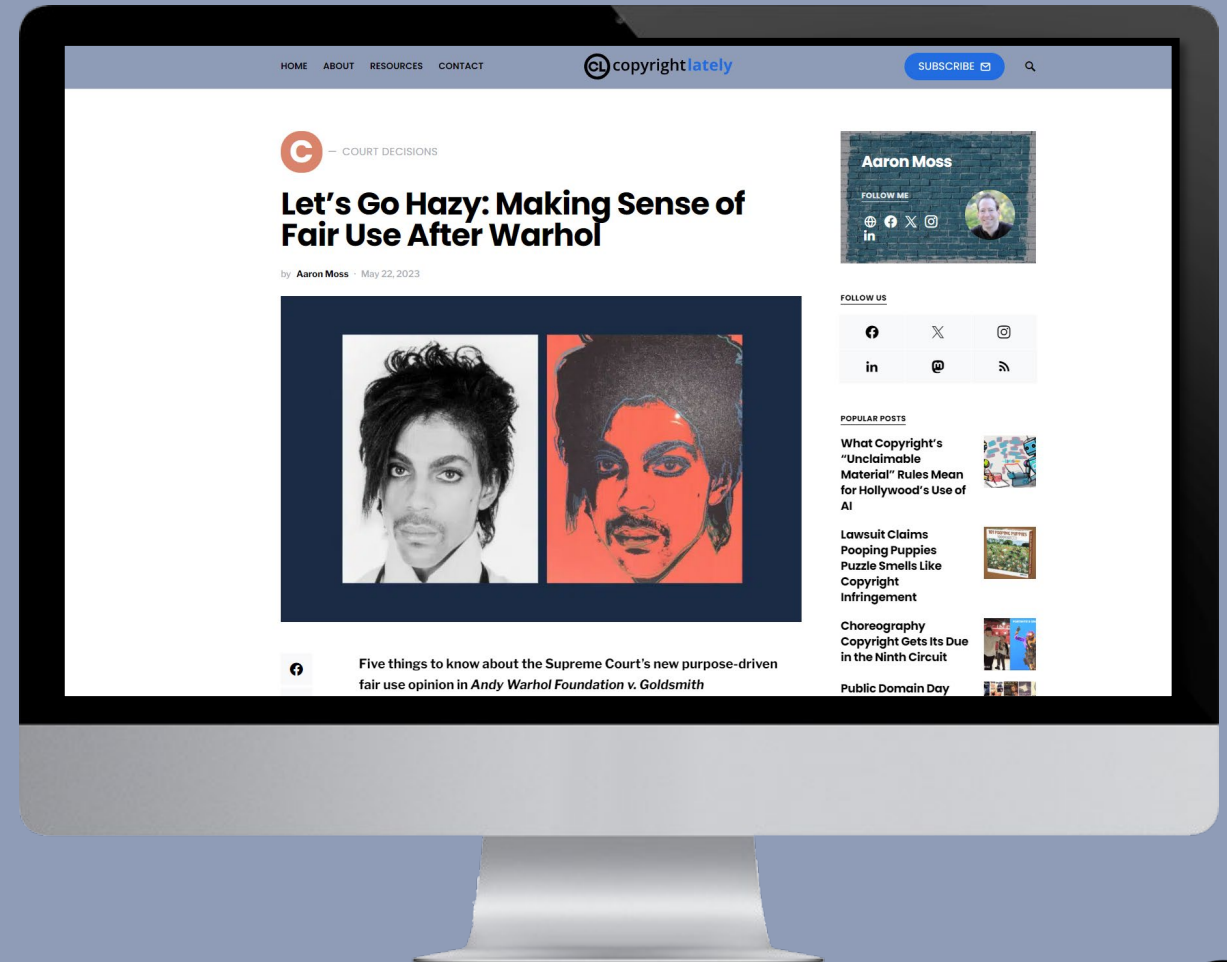 HOME ABOUT RESOURCES CONTACT
CL copyrightlately
SUBSCRIBE
C — COURT DECISIONS
Let’s Go Hazy: Making Sense of
Fair Use After Warhol
by Aaron Moss · May 22, 2023
Five things to know about the Supreme Court’s new purpose-driven
fair use opinion in Andy Warhol Foundation v. Goldsmith
Aaron Moss
FOLLOW ME
FOLLOW US
POPULAR POSTS
What Copyright’s
“Unclaimable
Material” Rules Mean
for Hollywood’s Use of
AI
Lawsuit Claims
Pooping Puppies
Puzzle Smells Like
Copyright
Infringement
Choreography
Copyright Gets Its Due
in the Ninth Circuit
Public Domain Day